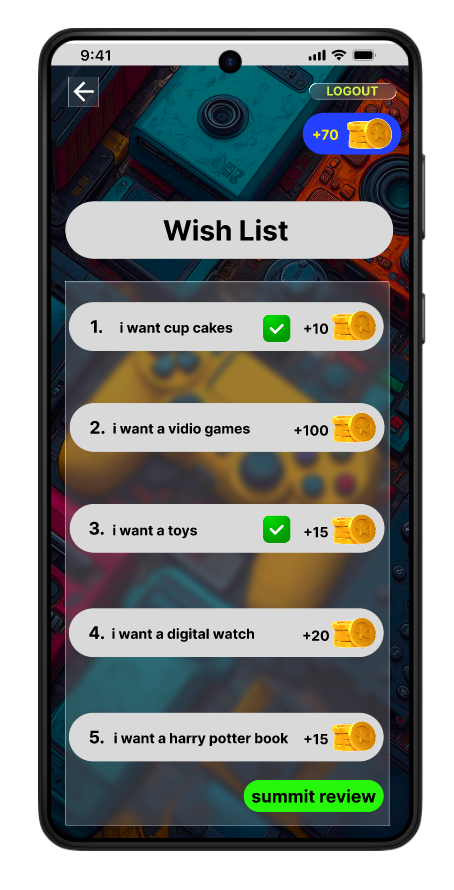 9:41
LOGOUT
+70
Wish List
1. i want cup cakes +10
2. i want a vidio games +100
3. i want a toys +15
4. i want a digital watch +20
5. i want a harry potter book +15
summit review